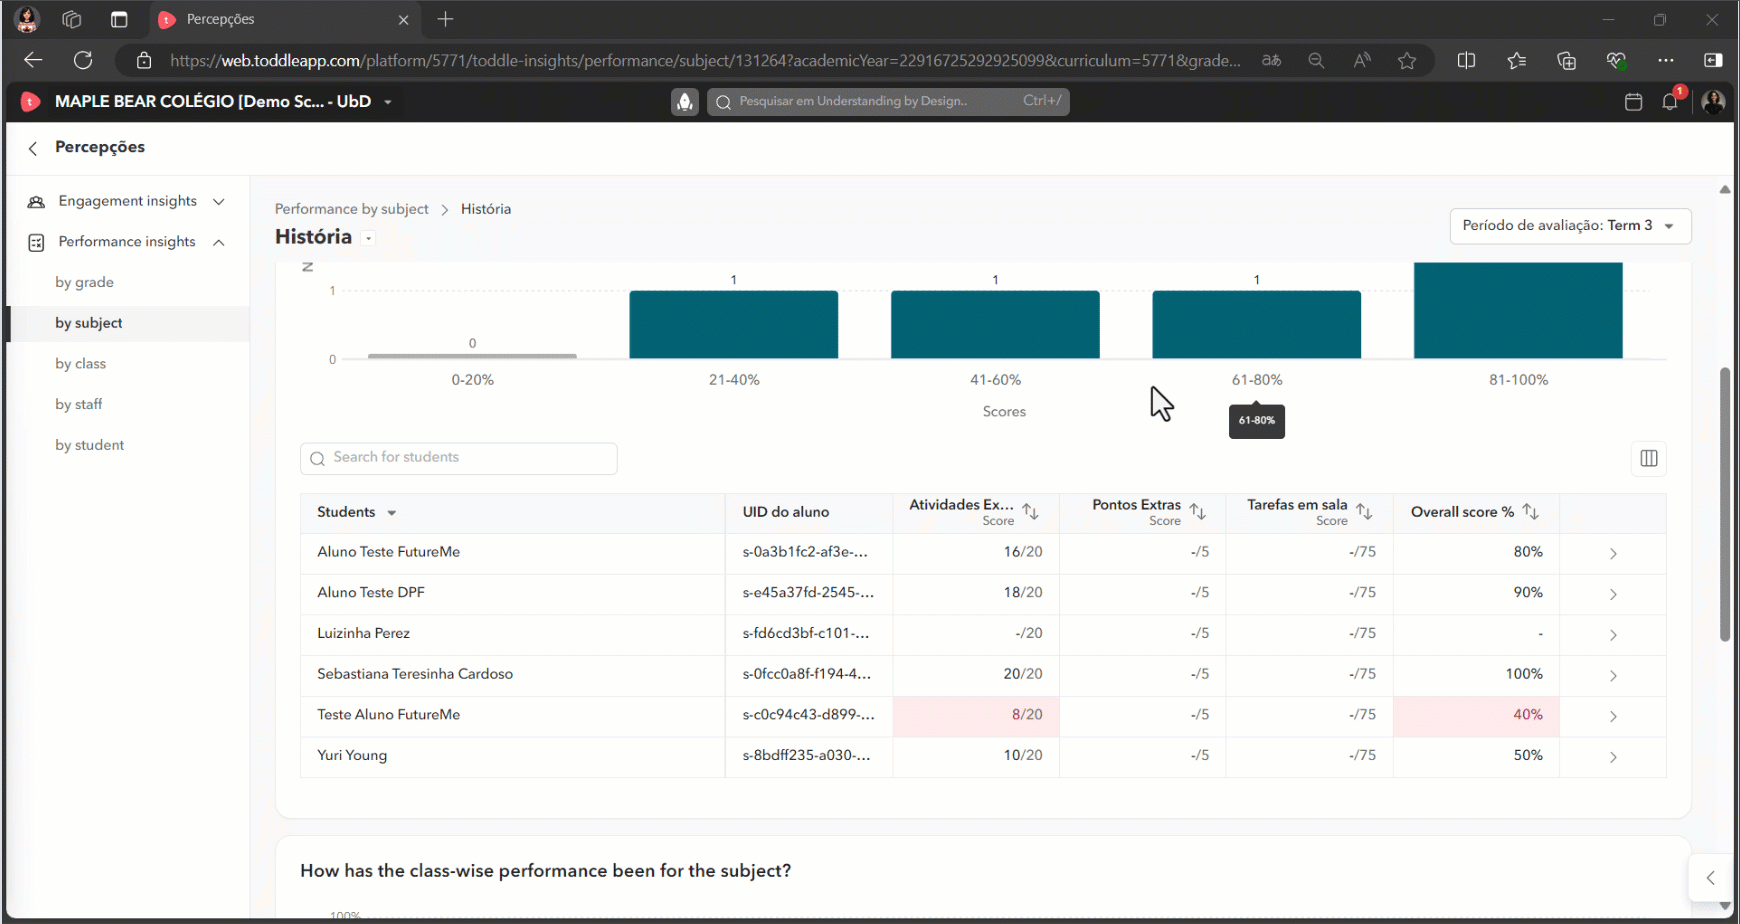 Percepções
https://web.toddleapp.com/platform/5771/toddle-insights/performance/subject/131264?academicYear=22916725292925099&curriculum=5771&grade...
MAPLE BEAR COLÉGIO [Demo Sc... - UbD
Pesquisar em Understanding by Design..
Ctrl+/
1
Percepções
Engagement insights
Performance insights
by grade
by subject
by class
by staff
by student
Performance by subject > História
História
Período de avaliação: Term 3
N
1
0
0
1
1
1
0-20%
21-40%
41-60%
61-80%
81-100%
Scores
61-80%
Search for students
Students UID do aluno Atividades Ex... Score Pontos Extras Score Tarefas em sala Score Overall score %
Aluno Teste FutureMe s-0a3b1fc2-af3e-... 16/20 -/5 -/75 80%
Aluno Teste DPF s-e45a37fd-2545-... 18/20 -/5 -/75 90%
Luizinha Perez s-fd6cd3bf-c101-... -/20 -/5 -/75 -
Sebastiana Teresinha Cardoso s-0fcc0a8f-f194-4... 20/20 -/5 -/75 100%
Teste Aluno FutureMe s-c0c94c43-d899-... 8/20 -/5 -/75 40%
Yuri Young s-8bdff235-a030-... 10/20 -/5 -/75 50%
How has the class-wise performance been for the subject?
100%